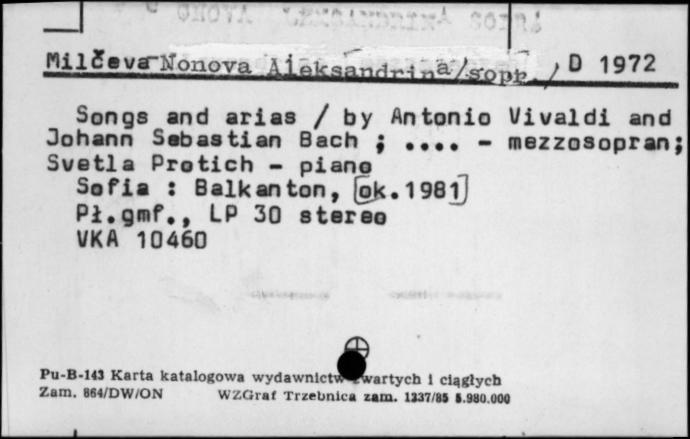 Milčeva-Nonova Aleksandrina/sopr./ D 1972
Songs and arias / by Antonio Vivaldi and
Johann Sebastian Bach ; .... - mezzosopran;
Svetla Protich - piano
Sofia : Balkanton, [ok.1981]
Pł.gmf., LP 30 stereo
VKA 10460
Pu-B-143 Karta katalogowa wydawnictw zwartych i ciągłych
Zam. 864/DW/ON WZGraf Trzebnica zam. 1337/85 5.980.000